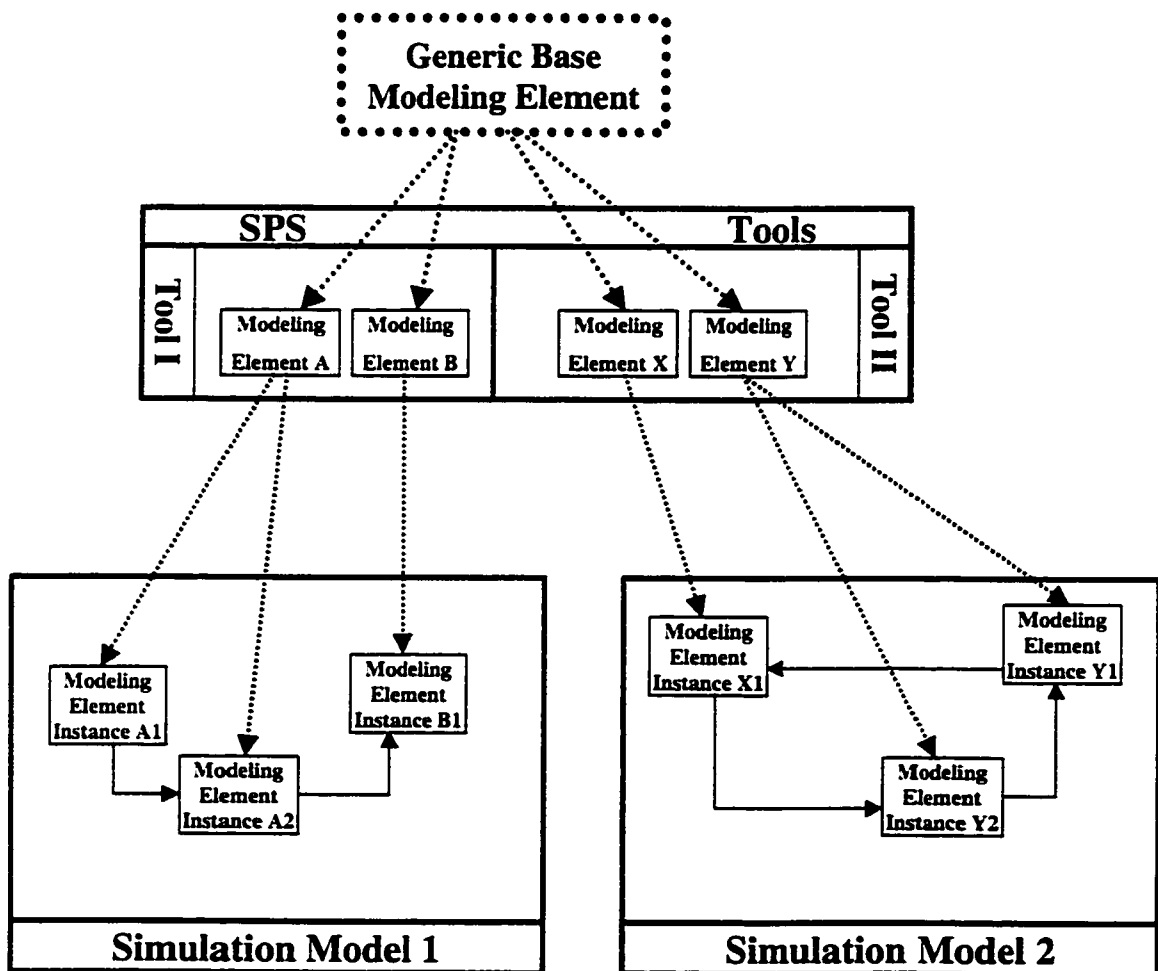 Generic Base
Modeling Element
SPS Tools
Tool I
Modeling
Element A
Modeling
Element B
Modeling
Element X
Modeling
Element Y
Tool II
Modeling
Element
Instance A1
Modeling
Element
Instance A2
Modeling
Element
Instance B1
Simulation Model 1
Modeling
Element
Instance X1
Modeling
Element
Instance Y1
Modeling
Element
Instance Y2
Simulation Model 2